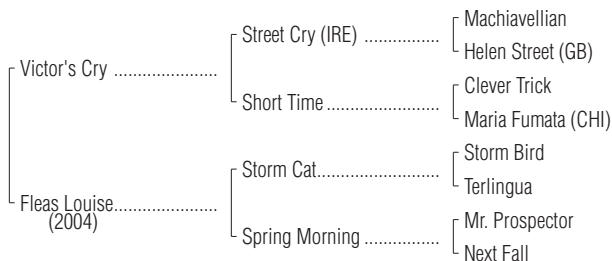 Machiavellian
Street Cry (IRE) ..................
Helen Street (GB)
Victor's Cry .........................
Clever Trick
Short Time ...........................
Maria Fumata (CHI)
Storm Bird
Storm Cat.............................
Terlingua
Fleas Louise.........................
(2004)
Mr. Prospector
Spring Morning ..................
Next Fall